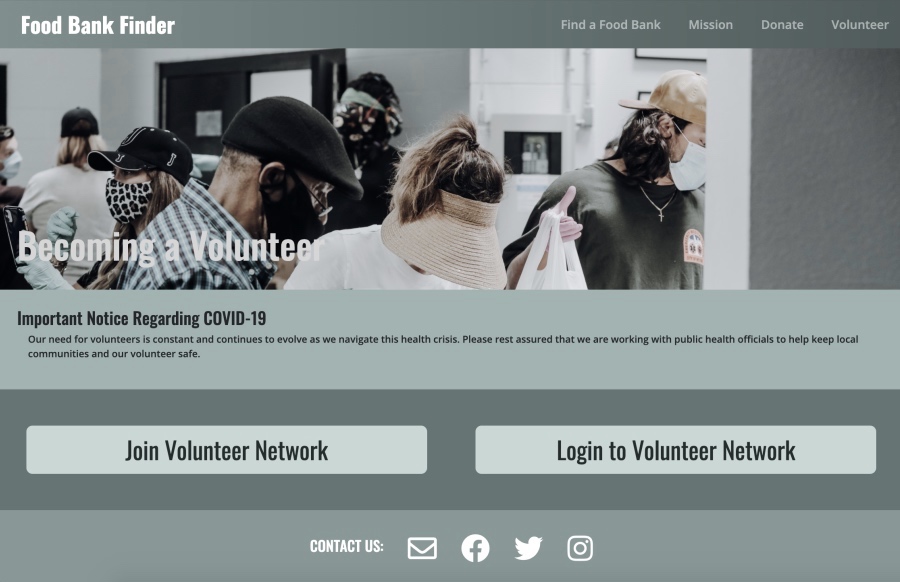 Food Bank Finder
Find a Food Bank Mission Donate Volunteer
Becoming a Volunteer
Important Notice Regarding COVID-19
Our need for volunteers is constant and continues to evolve as we navigate this health crisis. Please rest assured that we are working with public health officials to help keep local
communities and our volunteer safe.
Join Volunteer Network
Login to Volunteer Network
CONTACT US: